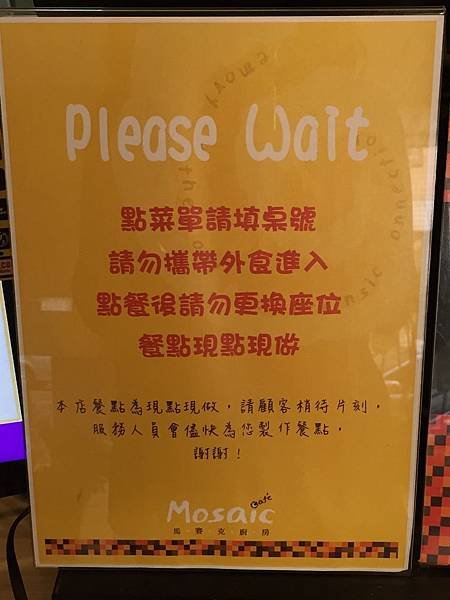 Please Wait
點菜單請填桌號
請勿攜帶外食進入
點餐後請勿更換座位
餐點現點現做
本店餐點為現點現做，請顧客稍待片刻，
服務人員會儘快為您製作餐點，
謝謝！
Mosaic Café
馬賽克廚房